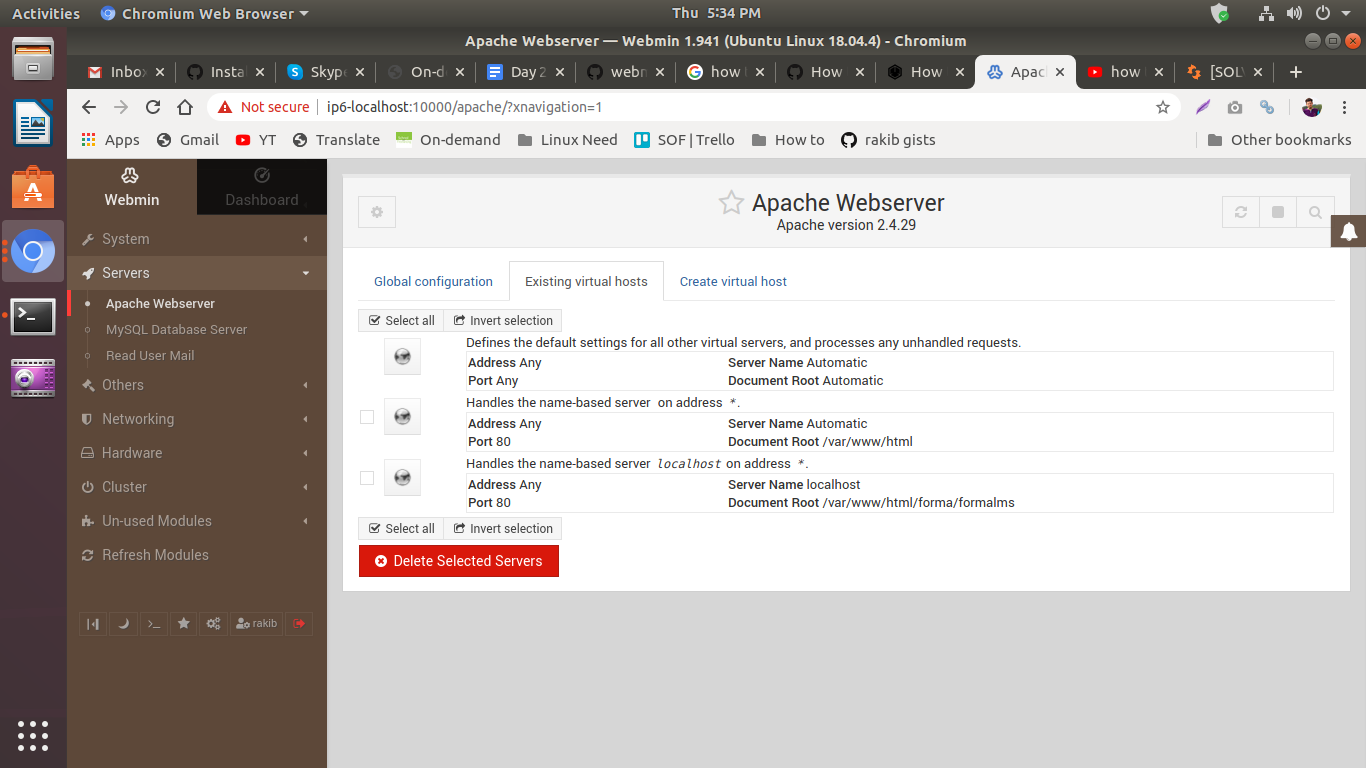 Activities Chromium Web Browser Thu 5:34 PM
Apache Webserver — Webmin 1.941 (Ubuntu Linux 18.04.4) - Chromium
Inbo Insta Skype On-d Day 2 webm how How How Apac how [SOLV
Not secure ip6-localhost:10000/apache/?xnavigation=1
Apps Gmail YT Translate On-demand Linux Need SOF | Trello How to rakib gists Other bookmarks
Webmin Dashboard
System
Servers
Apache Webserver
MySQL Database Server
Read User Mail
Others
Networking
Hardware
Cluster
Un-used Modules
Refresh Modules
rakib
Apache Webserver
Apache version 2.4.29
Global configuration Existing virtual hosts Create virtual host
Select all Invert selection
Defines the default settings for all other virtual servers, and processes any unhandled requests.
Address Any Server Name Automatic
Port Any Document Root Automatic
Handles the name-based server on address *.
Address Any Server Name Automatic
Port 80 Document Root /var/www/html
Handles the name-based server localhost on address *.
Address Any Server Name localhost
Port 80 Document Root /var/www/html/forma/formalms
Select all Invert selection
Delete Selected Servers